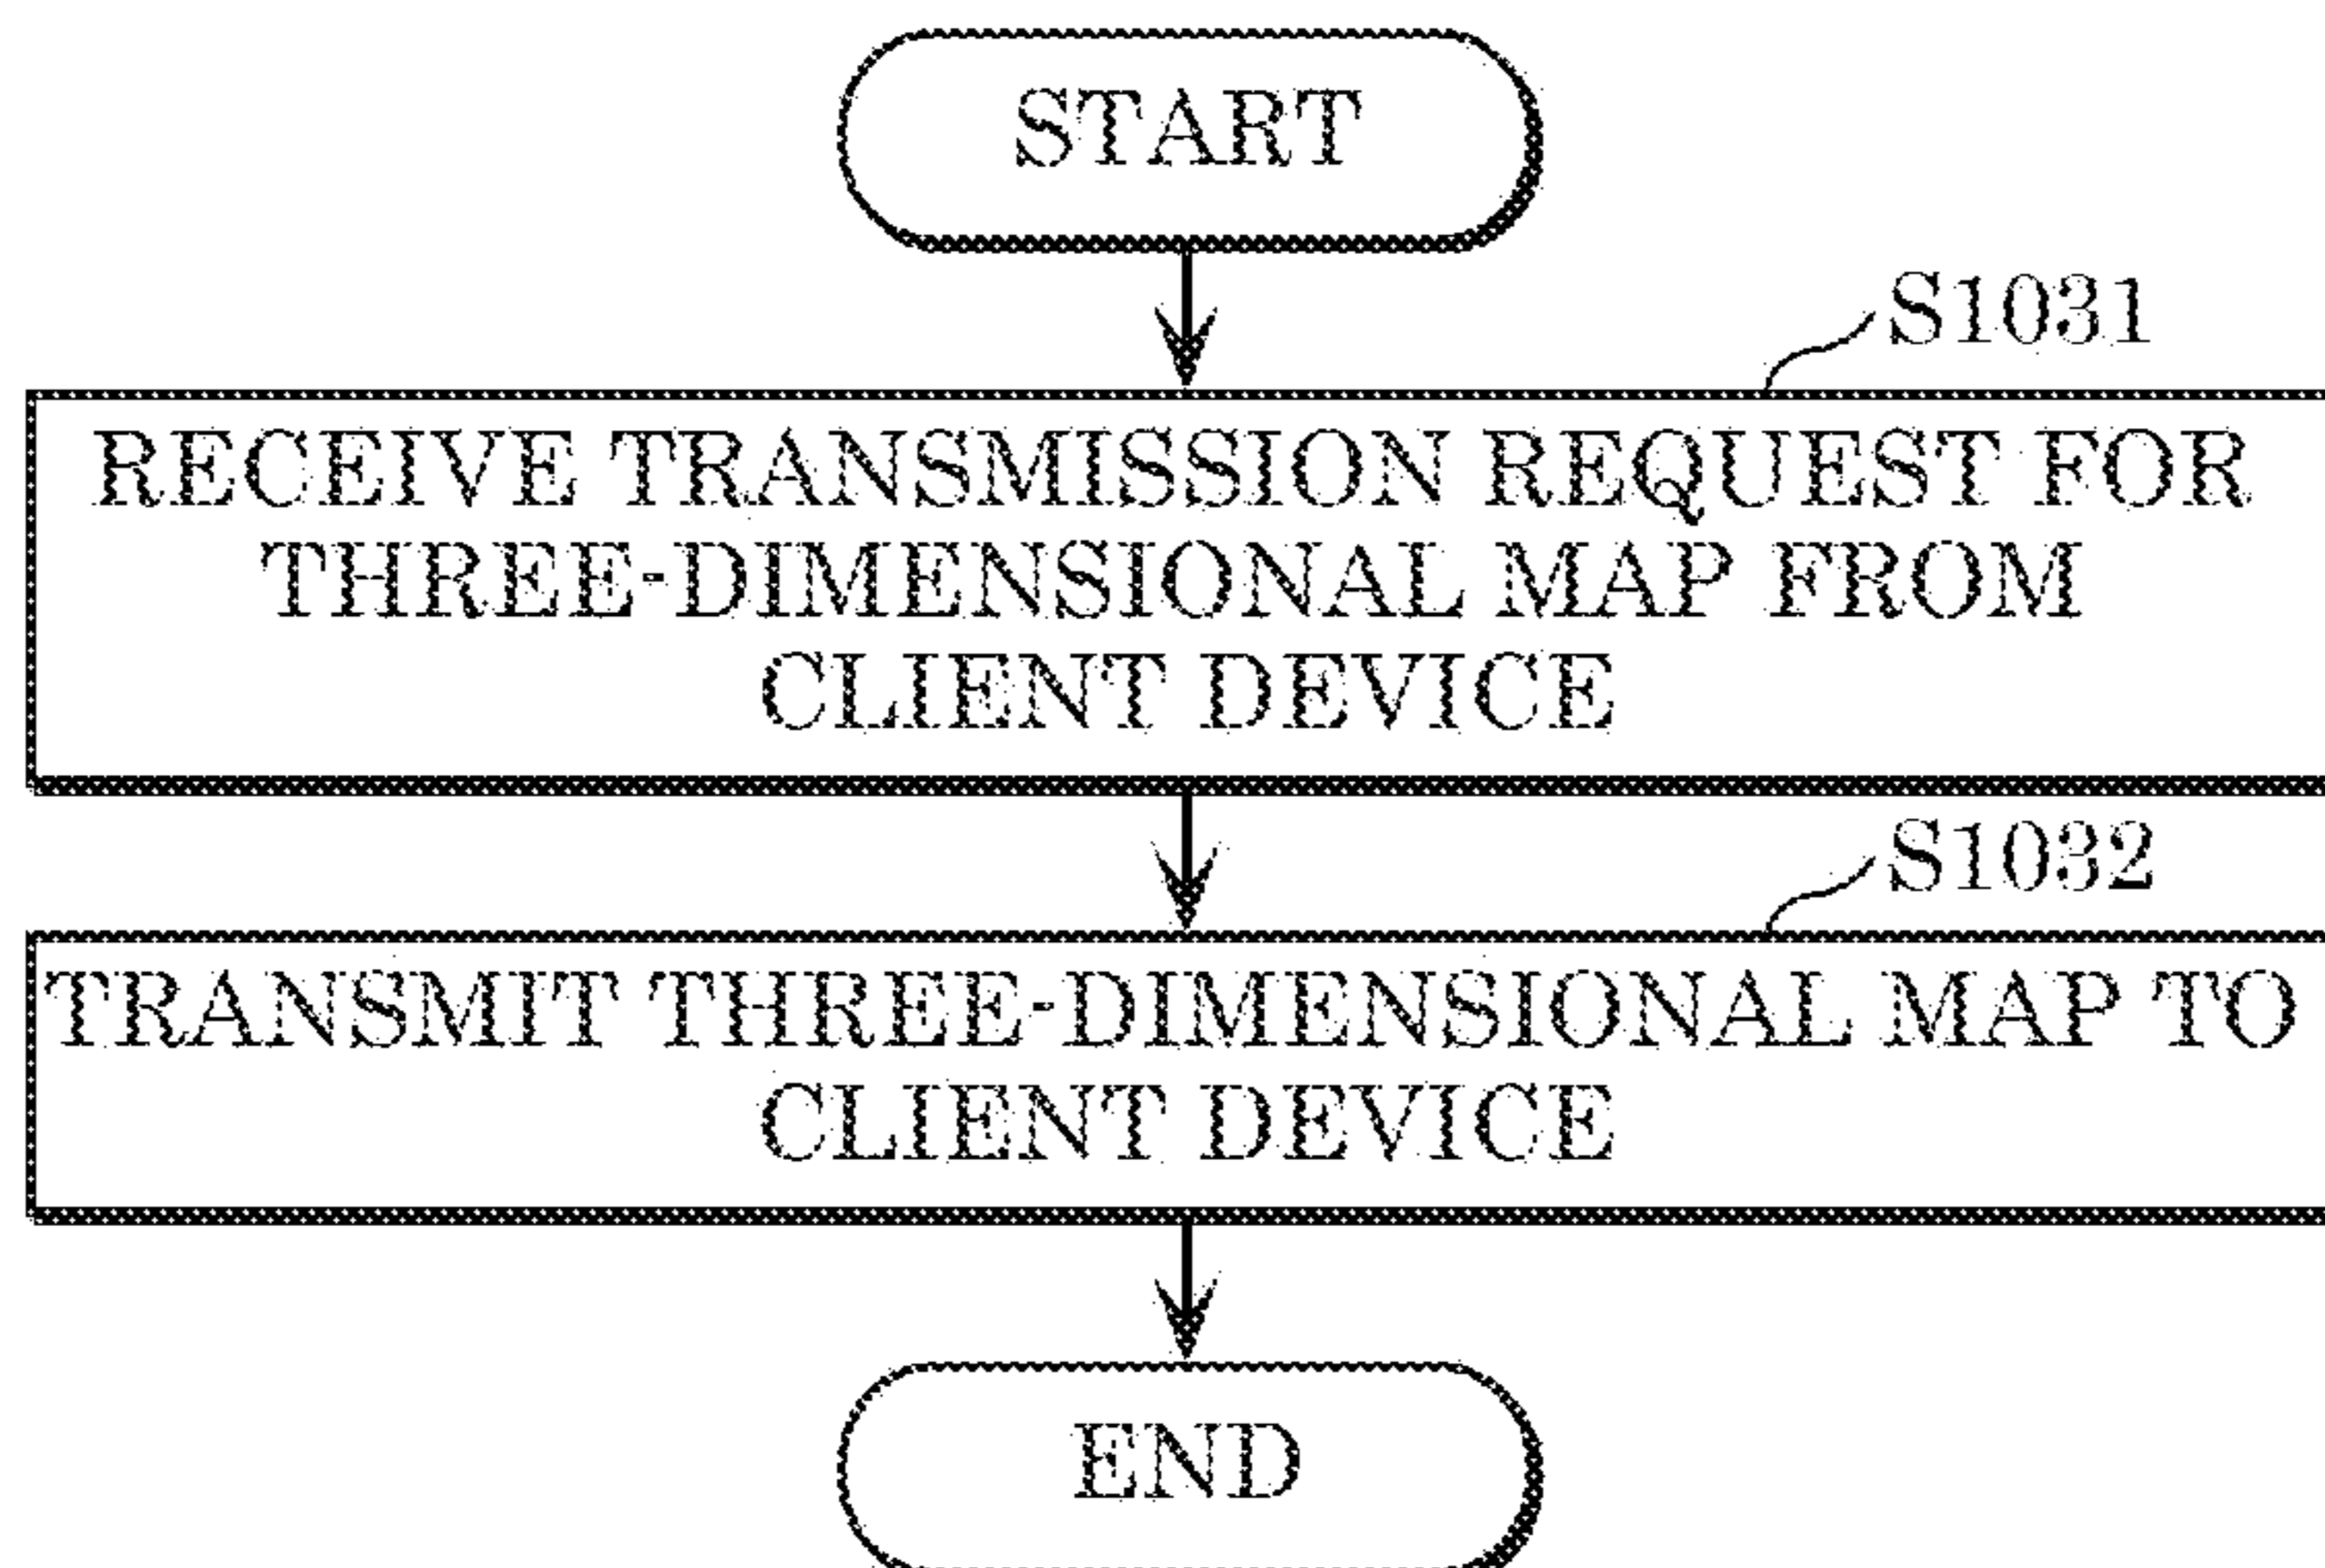 START
S1031
RECEIVE TRANSMISSION REQUEST FOR
THREE-DIMENSIONAL MAP FROM
CLIENT DEVICE
S1032
TRANSMIT THREE-DIMENSIONAL MAP TO
CLIENT DEVICE
END